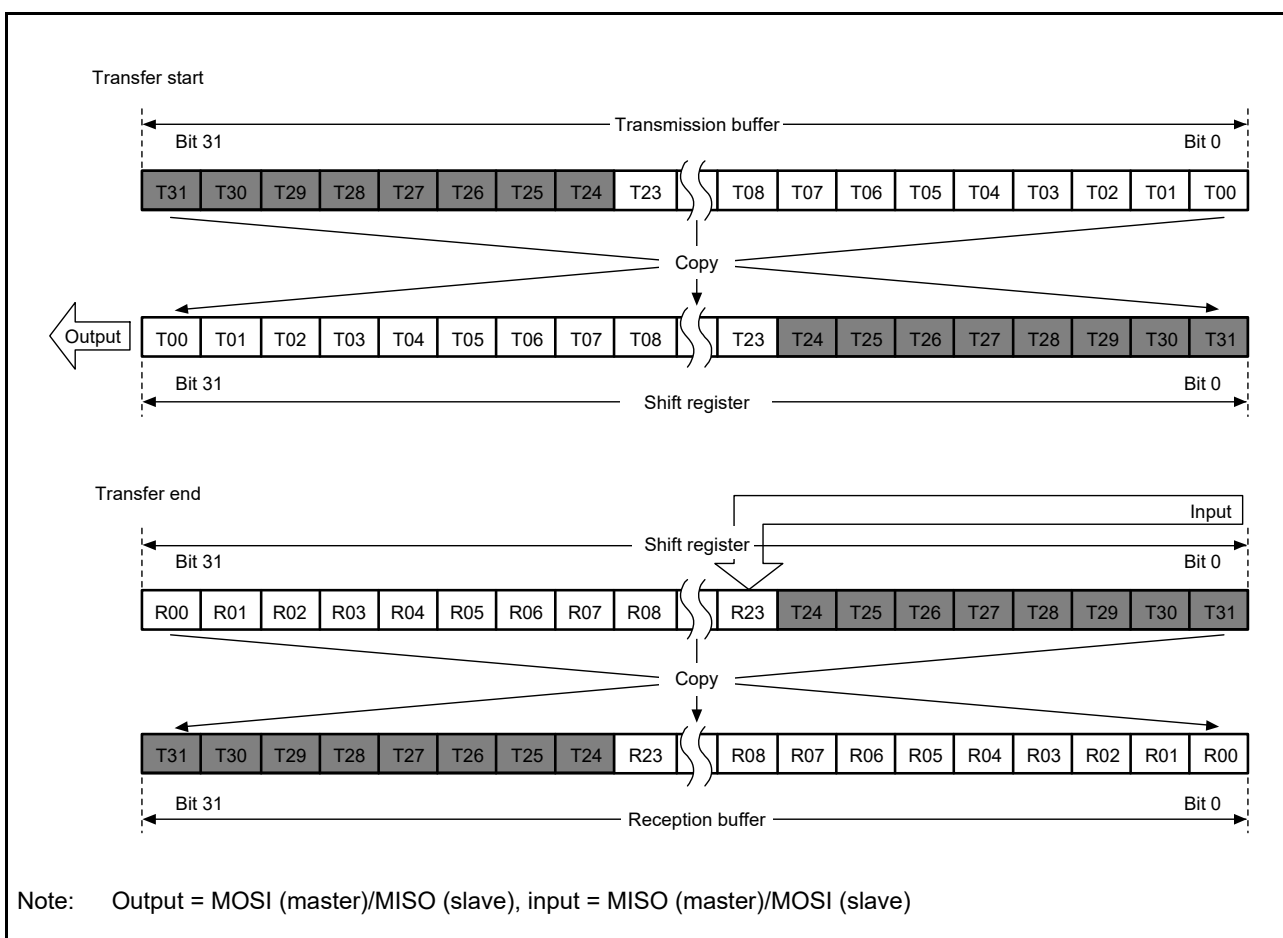 Transfer start
Transmission buffer
Bit 31 Bit 0
T31 T30 T29 T28 T27 T26 T25 T24 T23 T08 T07 T06 T05 T04 T03 T02 T01 T00
Copy
Output T00 T01 T02 T03 T04 T05 T06 T07 T08 T23 T24 T25 T26 T27 T28 T29 T30 T31
Bit 31 Bit 0
Shift register
Transfer end
Input
Shift register
Bit 31 Bit 0
R00 R01 R02 R03 R04 R05 R06 R07 R08 R23 T24 T25 T26 T27 T28 T29 T30 T31
Copy
T31 T30 T29 T28 T27 T26 T25 T24 R23 R08 R07 R06 R05 R04 R03 R02 R01 R00
Bit 31 Bit 0
Reception buffer
Note: Output = MOSI (master)/MISO (slave), input = MISO (master)/MOSI (slave)